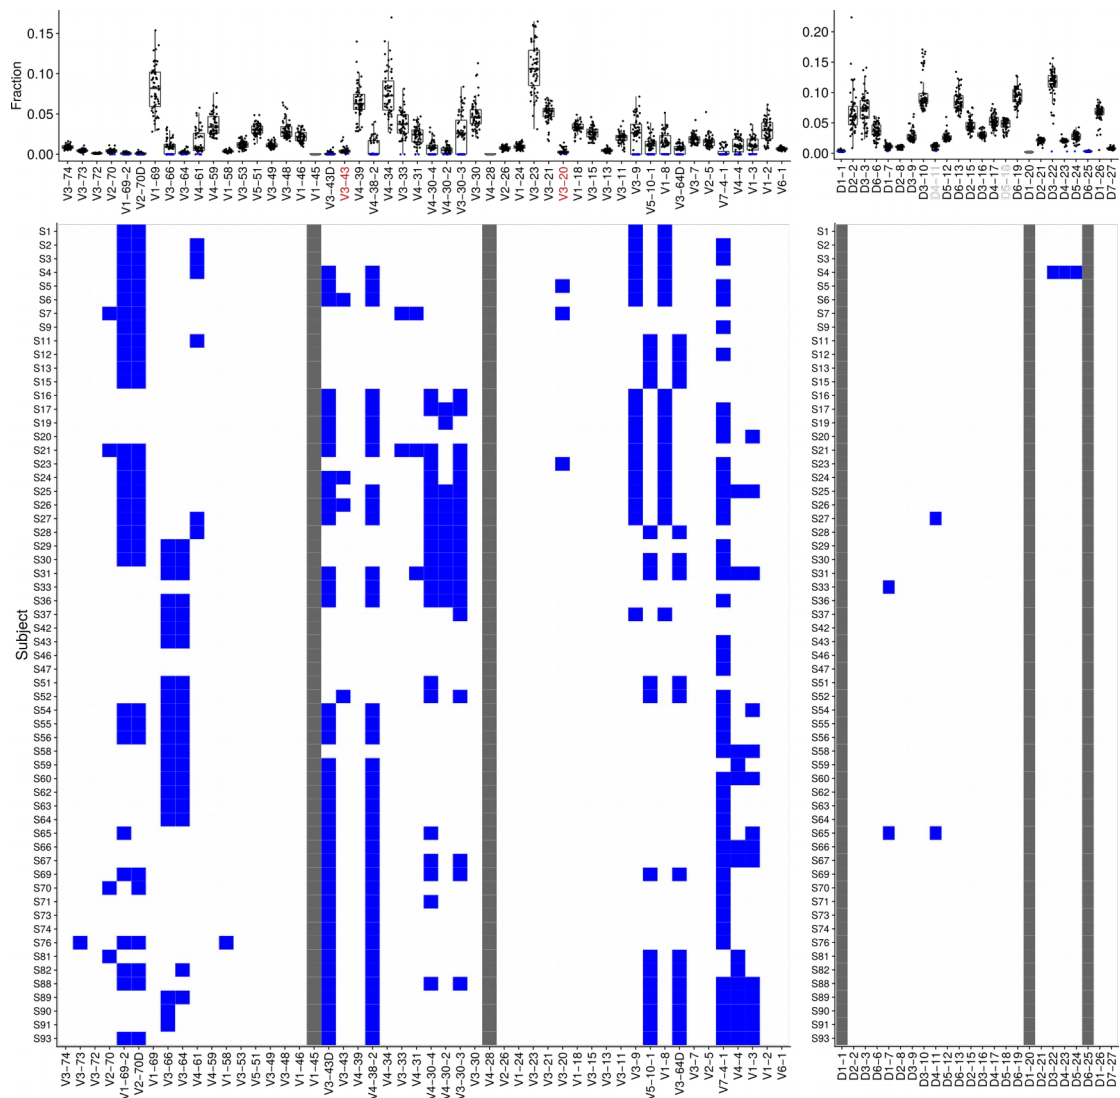 Fraction
0.15
0.10
0.05
0.00
0.20
0.15
0.10
0.05
0.00
V3−74 V3−73 V3−72 V2−70 V1−69−2 V2−70D V1−69 V3−66 V3−64 V4−61 V4−59 V1−58 V3−53 V5−51 V3−49 V3−48 V1−46 V1−45 V3−43D V3−43 V4−39 V4−38−2 V4−34 V3−33 V4−31 V4−30−4 V4−30−2 V3−30−3 V3−30 V4−28 V2−26 V1−24 V3−23 V3−21 V3−20 V1−18 V3−15 V3−13 V3−11 V3−9 V5−10−1 V1−8 V3−64D V3−7 V2−5 V7−4−1 V4−4 V1−3 V1−2 V6−1
D1−1 D2−2 D3−3 D6−6 D1−7 D2−8 D3−9 D3−10 D4−11 D5−12 D6−13 D2−15 D3−16 D4−17 D5−18 D6−19 D1−20 D2−21 D3−22 D4−23 D5−24 D6−25 D1−26 D7−27
Subject
S1
S2
S3
S4
S5
S6
S7
S9
S11
S12
S13
S15
S16
S17
S19
S20
S21
S23
S24
S25
S26
S27
S28
S29
S30
S31
S33
S36
S37
S42
S43
S46
S47
S51
S52
S54
S55
S56
S58
S59
S60
S62
S63
S64
S65
S66
S67
S69
S70
S71
S73
S74
S76
S81
S82
S88
S89
S90
S91
S93
V3−74 V3−73 V3−72 V2−70 V1−69−2 V2−70D V1−69 V3−66 V3−64 V4−61 V4−59 V1−58 V3−53 V5−51 V3−49 V3−48 V1−46 V1−45 V3−43D V3−43 V4−39 V4−38−2 V4−34 V3−33 V4−31 V4−30−4 V4−30−2 V3−30−3 V3−30 V4−28 V2−26 V1−24 V3−23 V3−21 V3−20 V1−18 V3−15 V3−13 V3−11 V3−9 V5−10−1 V1−8 V3−64D V3−7 V2−5 V7−4−1 V4−4 V1−3 V1−2 V6−1
D1−1 D2−2 D3−3 D6−6 D1−7 D2−8 D3−9 D3−10 D4−11 D5−12 D6−13 D2−15 D3−16 D4−17 D5−18 D6−19 D1−20 D2−21 D3−22 D4−23 D5−24 D6−25 D1−26 D7−27